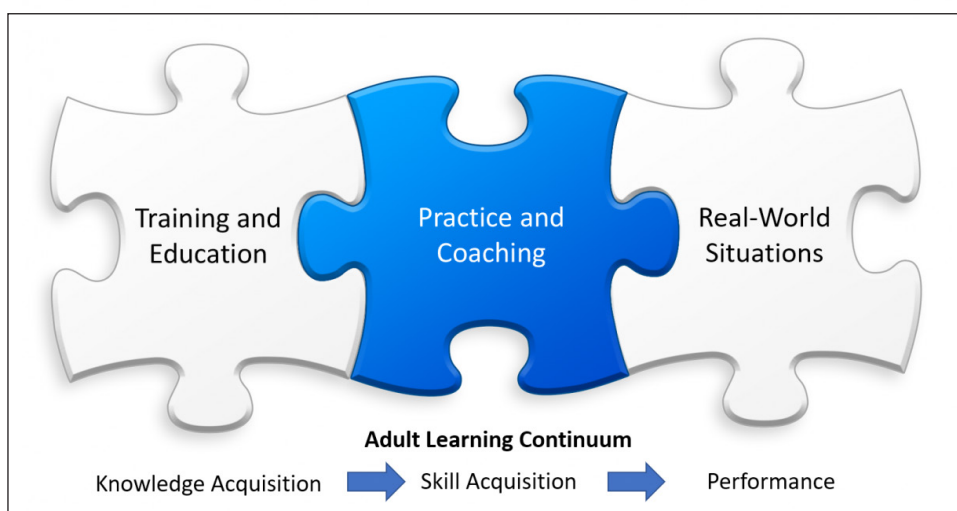 Training and
Education
Practice and
Coaching
Real-World
Situations
Adult Learning Continuum
Knowledge Acquisition
Skill Acquisition
Performance